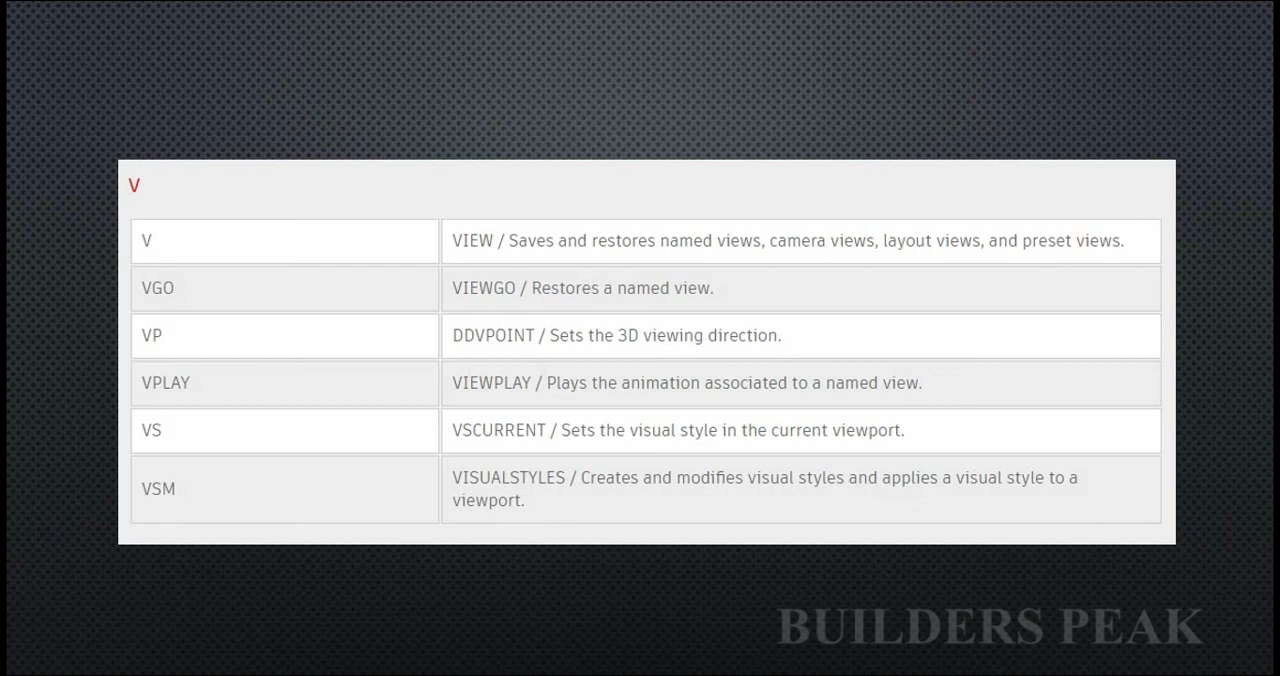 V
V VIEW / Saves and restores named views, camera views, layout views, and preset views.
VGO VIEWGO / Restores a named view.
VP DDVPOINT / Sets the 3D viewing direction.
VPLAY VIEWPLAY / Plays the animation associated to a named view.
VS VSCURRENT / Sets the visual style in the current viewport.
VSM VISUALSTYLES / Creates and modifies visual styles and applies a visual style to a
viewport.
BUILDERS PEAK